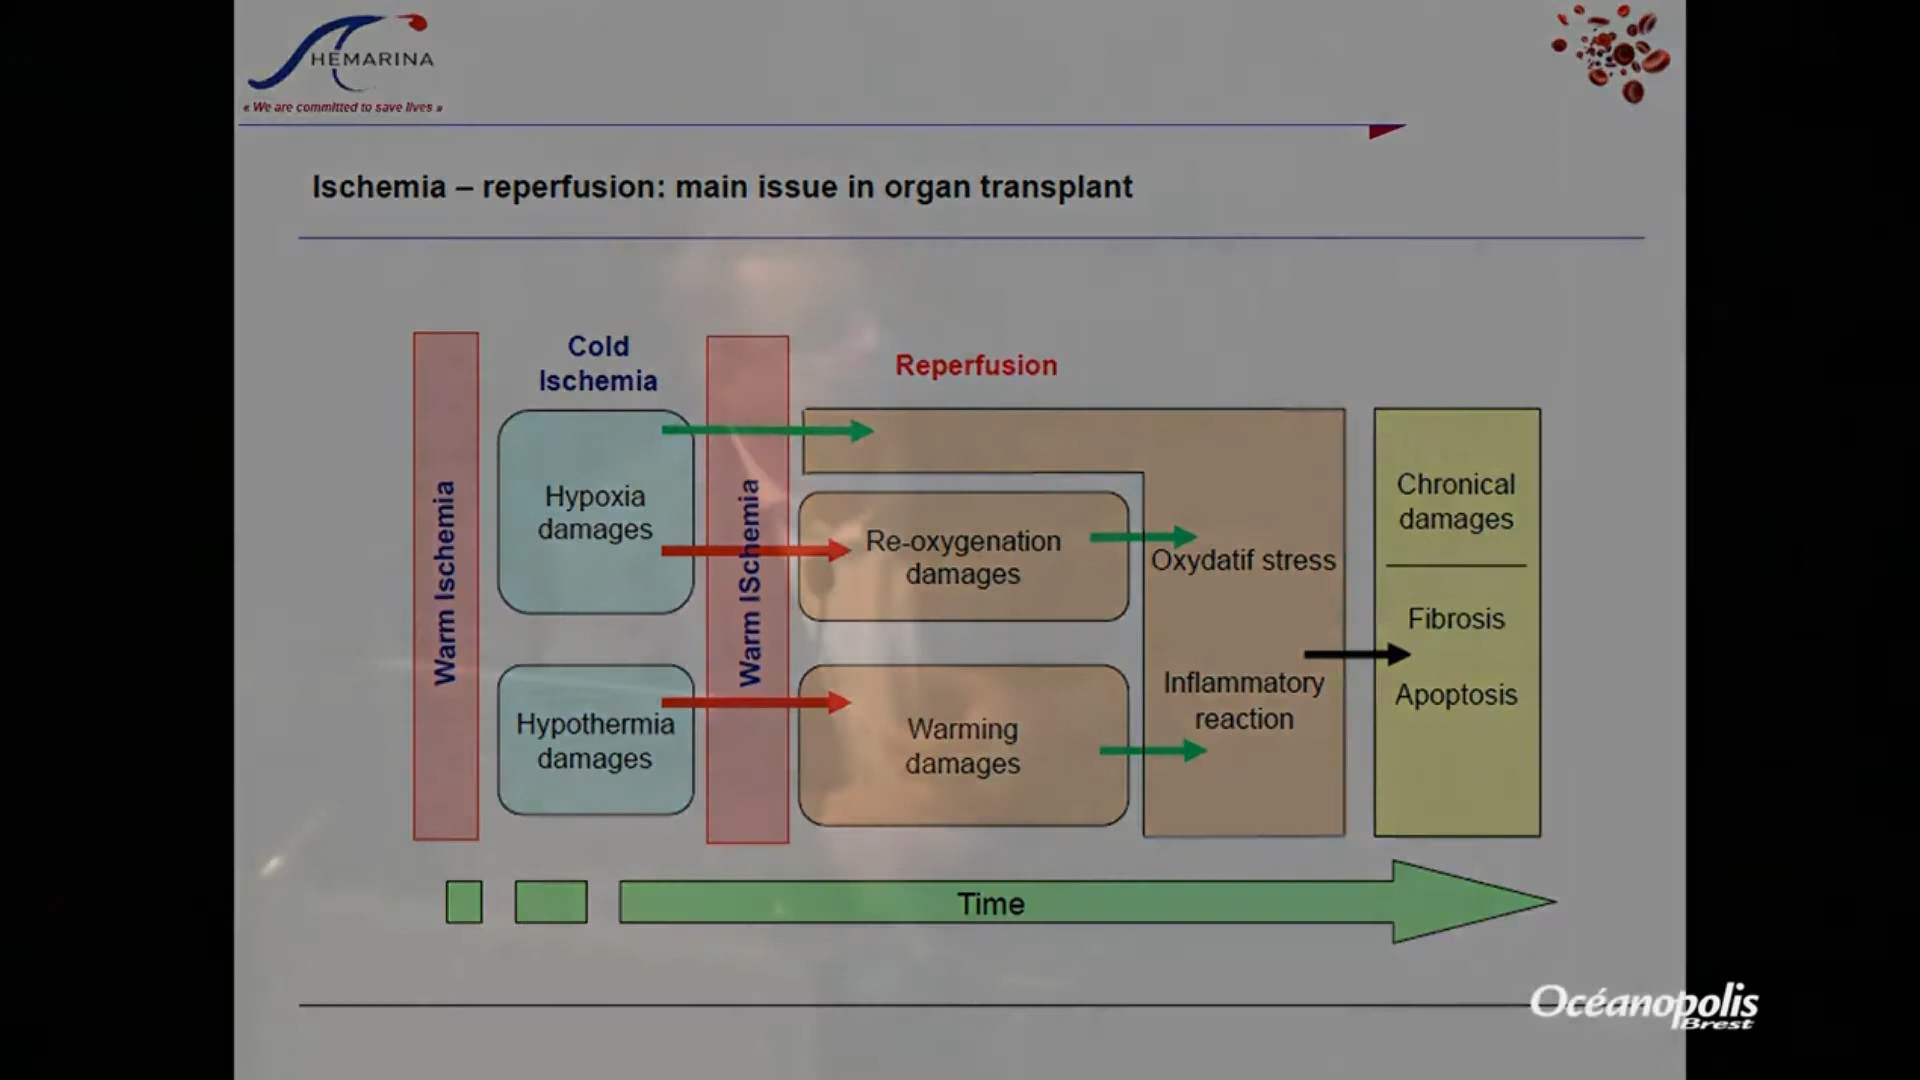 HEMARINA
« We are committed to save lives »
Ischemia – reperfusion: main issue in organ transplant
Warm Ischemia
Cold
Ischemia
Hypoxia
damages
Hypothermia
damages
Warm ISchemia
Reperfusion
Re-oxygenation
damages
Warming
damages
Oxydatif stress
Inflammatory
reaction
Chronical
damages
Fibrosis
Apoptosis
Time
Océanopolis
Brest